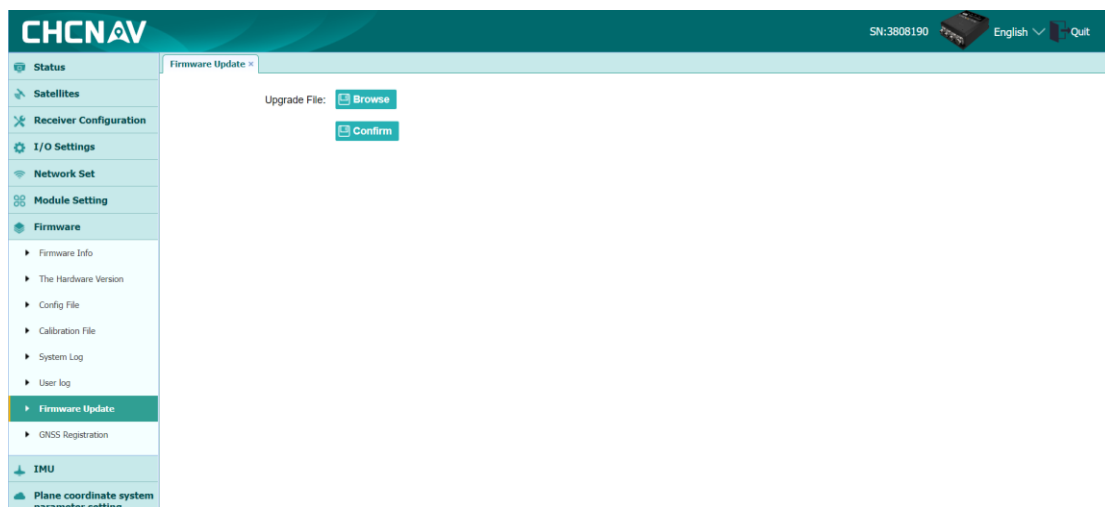 CHCNAV
SN:3808190
English
Quit
Status
Satellites
Receiver Configuration
I/O Settings
Network Set
Module Setting
Firmware
Firmware Info
The Hardware Version
Config File
Calibration File
System Log
User log
Firmware Update
GNSS Registration
IMU
Plane coordinate system
parameter setting
Firmware Update ×
Upgrade File:
Browse
Confirm